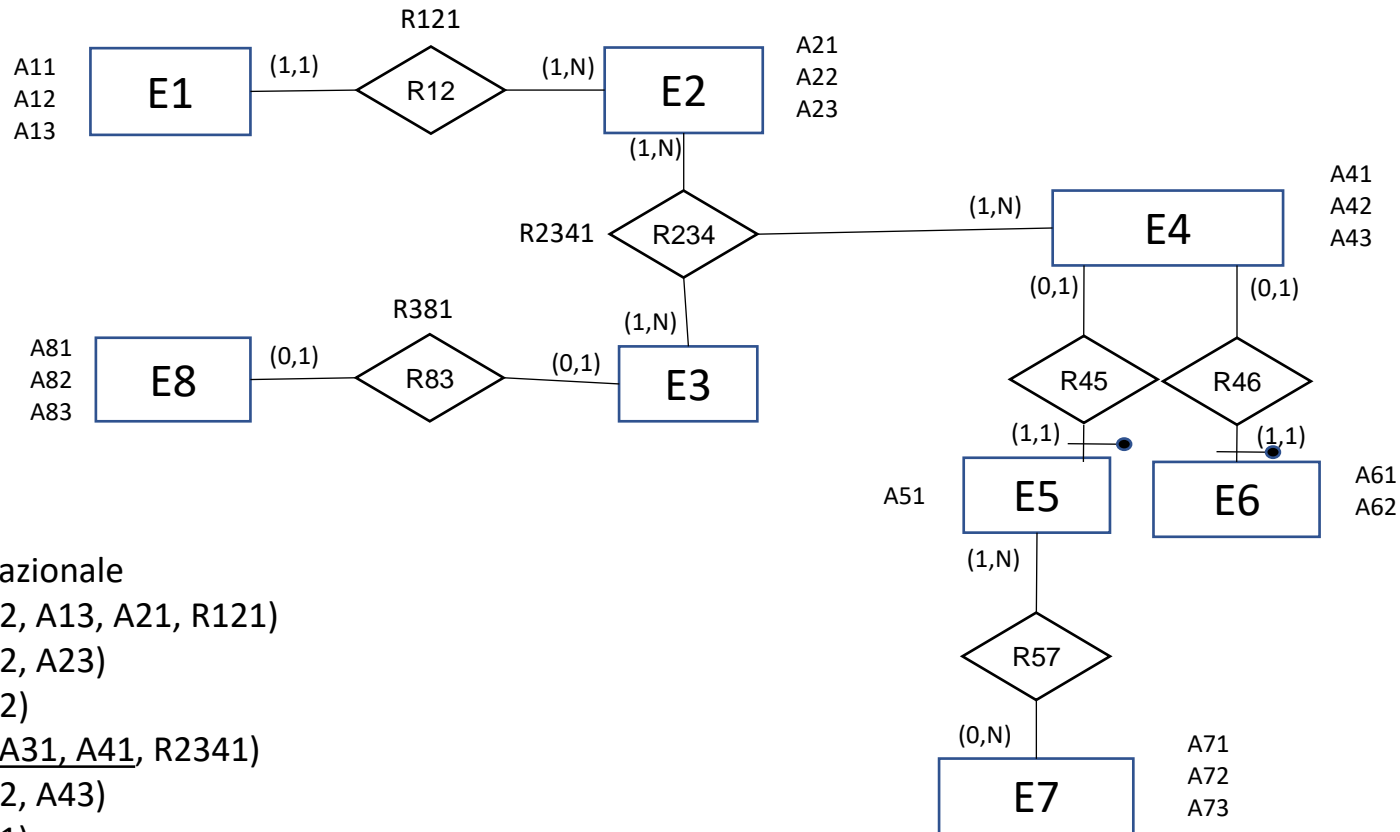 R121
A11
A12
A13
E1
(1,1)
R12
(1,N)
E2
A21
A22
A23
(1,N)
R2341
R234
(1,N)
E4
A41
A42
A43
(0,1)
(0,1)
R381
(1,N)
A81
A82
A83
E8
(0,1)
R83
(0,1)
E3
R45
R46
(1,1)
(1,1)
A51
E5
E6
A61
A62
(1,N)
R57
(0,N)
E7
A71
A72
A73
azionale
2, A13, A21, R121)
2, A23)
2)
A31, A41, R2341)
2, A43)